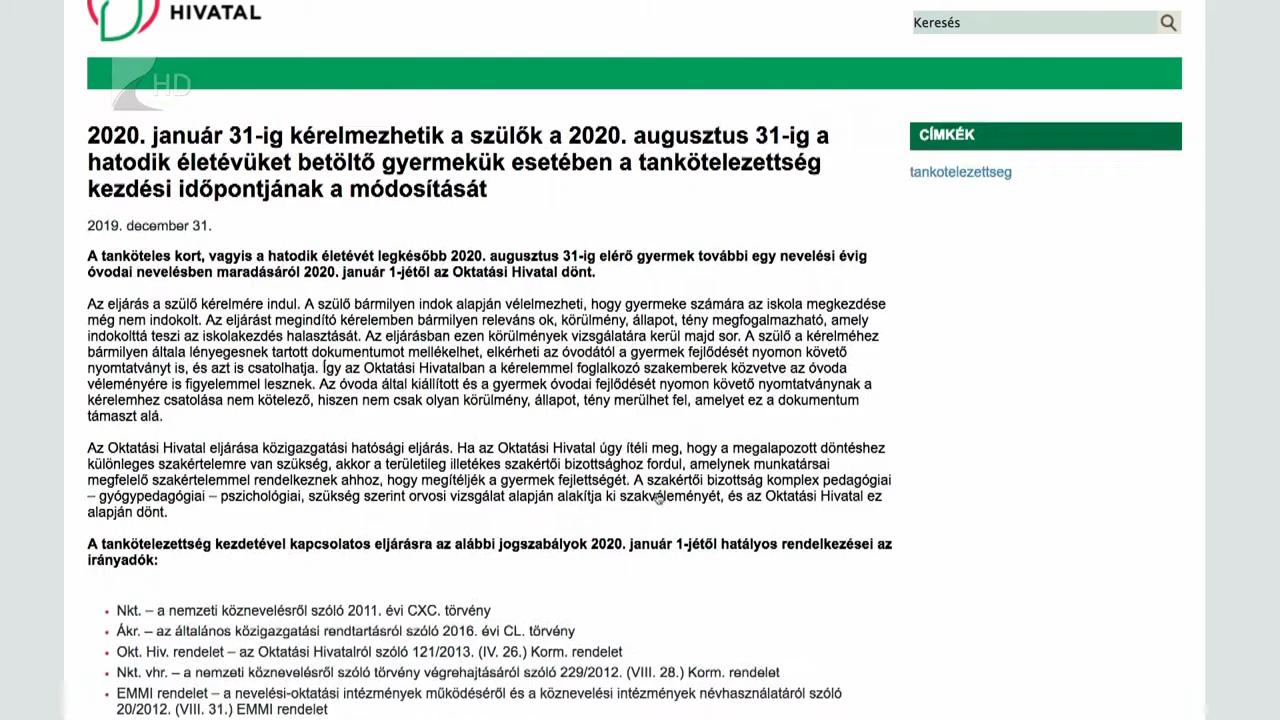 HIVATAL
Keresés
HD
2020. január 31-ig kérelmezhetik a szülők a 2020. augusztus 31-ig a
hatodik életévüket betöltő gyermekük esetében a tankötelezettség
kezdési időpontjának a módosítását
CÍMKÉK
tankotelezettseg
2019. december 31.
A tanköteles kort, vagyis a hatodik életévét legkésőbb 2020. augusztus 31-ig elérő gyermek további egy nevelési évig
óvodai nevelésben maradásáról 2020. január 1-jétől az Oktatási Hivatal dönt.
Az eljárás a szülő kérelmére indul. A szülő bármilyen indok alapján vélelmezheti, hogy gyermeke számára az iskola megkezdése
még nem indokolt. Az eljárást megindító kérelemben bármilyen releváns ok, körülmény, állapot, tény megfogalmazható, amely
indokolttá teszi az iskolakezdés halasztását. Az eljárásban ezen körülmények vizsgálatára kerül majd sor. A szülő a kérelméhez
bármilyen általa lényegesnek tartott dokumentumot mellékelhet, elkérheti az óvodától a gyermek fejlődését nyomon követő
nyomtatványt is, és azt is csatolhatja. Így az Oktatási Hivatalban a kérelemmel foglalkozó szakemberek közvetve az óvoda
véleményére is figyelemmel lesznek. Az óvoda által kiállított és a gyermek óvodai fejlődését nyomon követő nyomtatványnak a
kérelemhez csatolása nem kötelező, hiszen nem csak olyan körülmény, állapot, tény merülhet fel, amelyet ez a dokumentum
támaszt alá.
Az Oktatási Hivatal eljárása közigazgatási hatósági eljárás. Ha az Oktatási Hivatal úgy ítéli meg, hogy a megalapozott döntéshez
különleges szakértelemre van szükség, akkor a területileg illetékes szakértői bizottsághoz fordul, amelynek munkatársai
megfelelő szakértelemmel rendelkeznek ahhoz, hogy megítéljék a gyermek fejlettségét. A szakértői bizottság komplex pedagógiai
– gyógypedagógiai – pszichológiai, szükség szerint orvosi vizsgálat alapján alakítja ki szakvéleményét, és az Oktatási Hivatal ez
alapján dönt.
A tankötelezettség kezdetével kapcsolatos eljárásra az alábbi jogszabályok 2020. január 1-jétől hatályos rendelkezései az
irányadók:
• Nkt. – a nemzeti köznevelésről szóló 2011. évi CXC. törvény
• Ákr. – az általános közigazgatási rendtartásról szóló 2016. évi CL. törvény
• Okt. Hiv. rendelet – az Oktatási Hivatalról szóló 121/2013. (IV. 26.) Korm. rendelet
• Nkt. vhr. – a nemzeti köznevelésről szóló törvény végrehajtásáról szóló 229/2012. (VIII. 28.) Korm. rendelet
• EMMI rendelet – a nevelési-oktatási intézmények működéséről és a köznevelési intézmények névhasználatáról szóló
20/2012. (VIII. 31.) EMMI rendelet